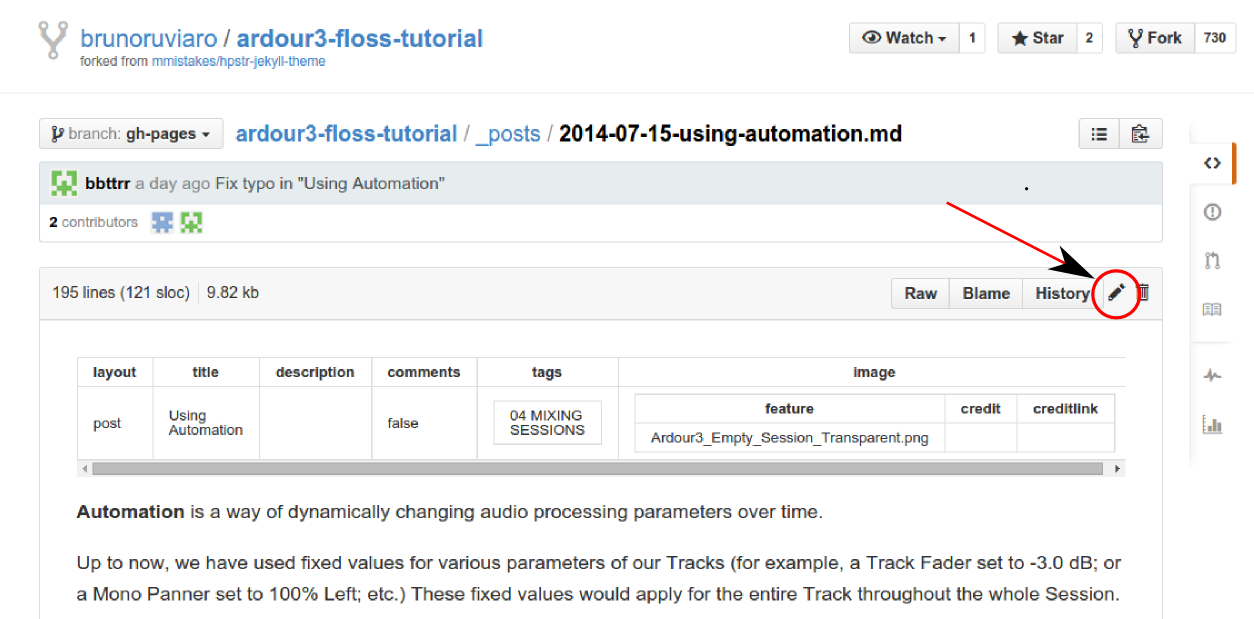 brunoruviaro / ardour3-floss-tutorial
forked from mmistakes/hpstr-jekyll-theme
Watch 1 Star 2 Fork 730
branch: gh-pages ardour3-floss-tutorial / _posts / 2014-07-15-using-automation.md
bbttrr a day ago Fix typo in "Using Automation"
2 contributors
195 lines (121 sloc) 9.82 kb Raw Blame History
layout title description comments tags image
post Using Automation false 04 MIXING SESSIONS
feature credit creditlink
Ardour3_Empty_Session_Transparent.png
Automation is a way of dynamically changing audio processing parameters over time.
Up to now, we have used fixed values for various parameters of our Tracks (for example, a Track Fader set to -3.0 dB; or
a Mono Panner set to 100% Left; etc.) These fixed values would apply for the entire Track throughout the whole Session.